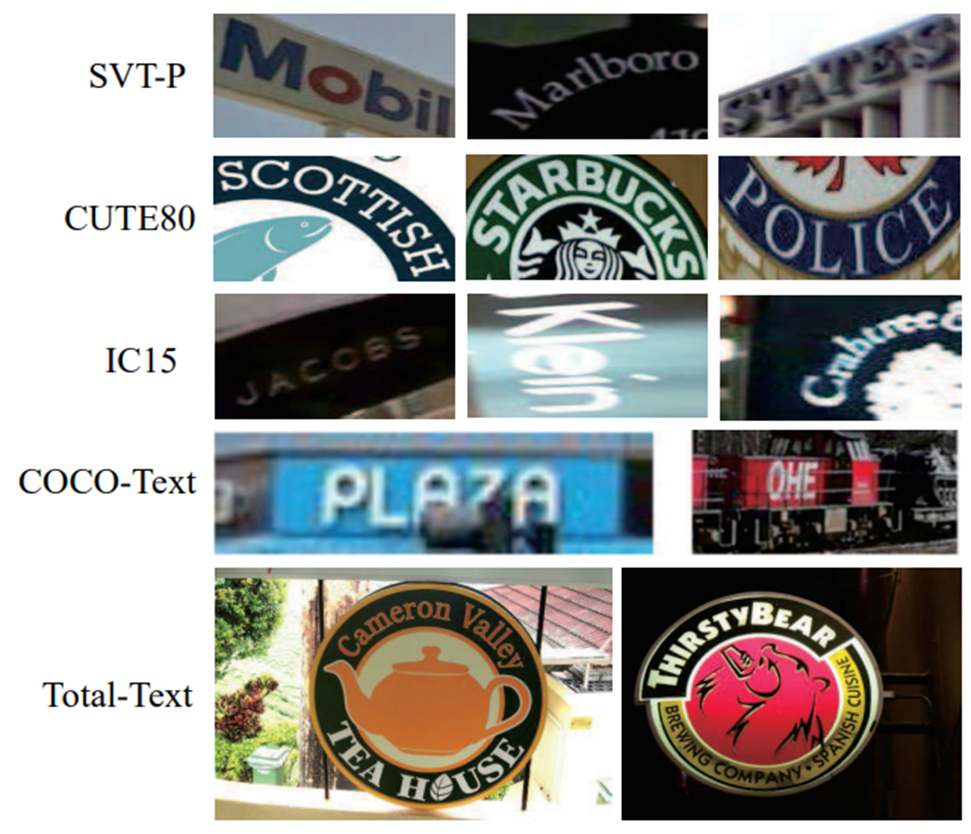 SVT-P
Mobil
Marlboro
STATES
CUTE80
SCOTTISH
STARBUCKS
POLICE
IC15
JACOBS
Klein
Crabtree &
COCO-Text
PLAZA
OHE
Total-Text
Cameron Valley
TEA HOUSE
THIRSTYBEAR
BREWING COMPANY • SPANISH CUISINE